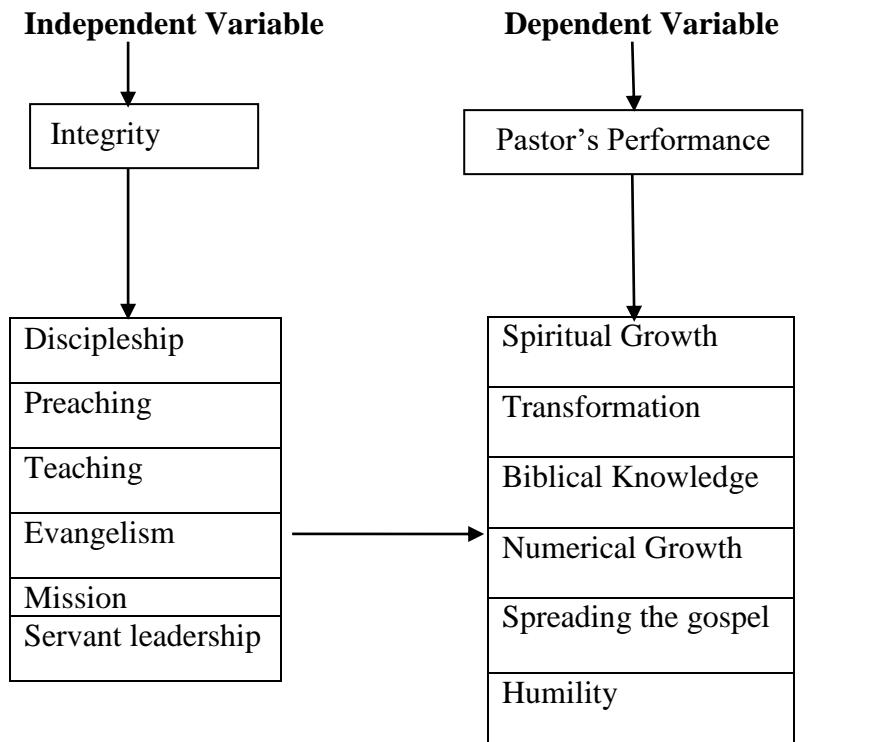 Independent Variable
Dependent Variable
Integrity
Pastor’s Performance
Discipleship
Preaching
Teaching
Evangelism
Mission
Servant leadership
Spiritual Growth
Transformation
Biblical Knowledge
Numerical Growth
Spreading the gospel
Humility